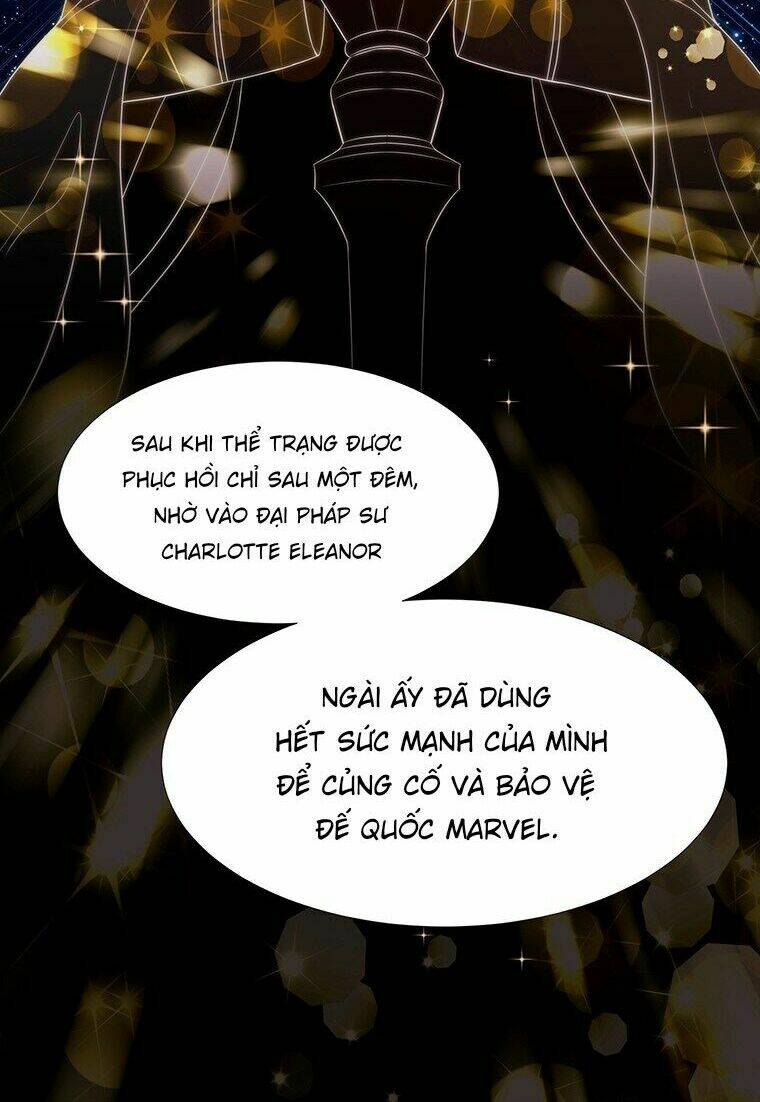 SAU KHI THỂ TRẠNG ĐƯỢC
PHỤC HỒI CHỈ SAU MỘT ĐÊM,
NHỜ VÀO ĐẠI PHÁP SƯ
CHARLOTTE ELEANOR
NGÀI ẤY ĐÃ DÙNG
HẾT SỨC MẠNH CỦA MÌNH
ĐỂ CỦNG CỐ VÀ BẢO VỆ
ĐẾ QUỐC MARVEL.